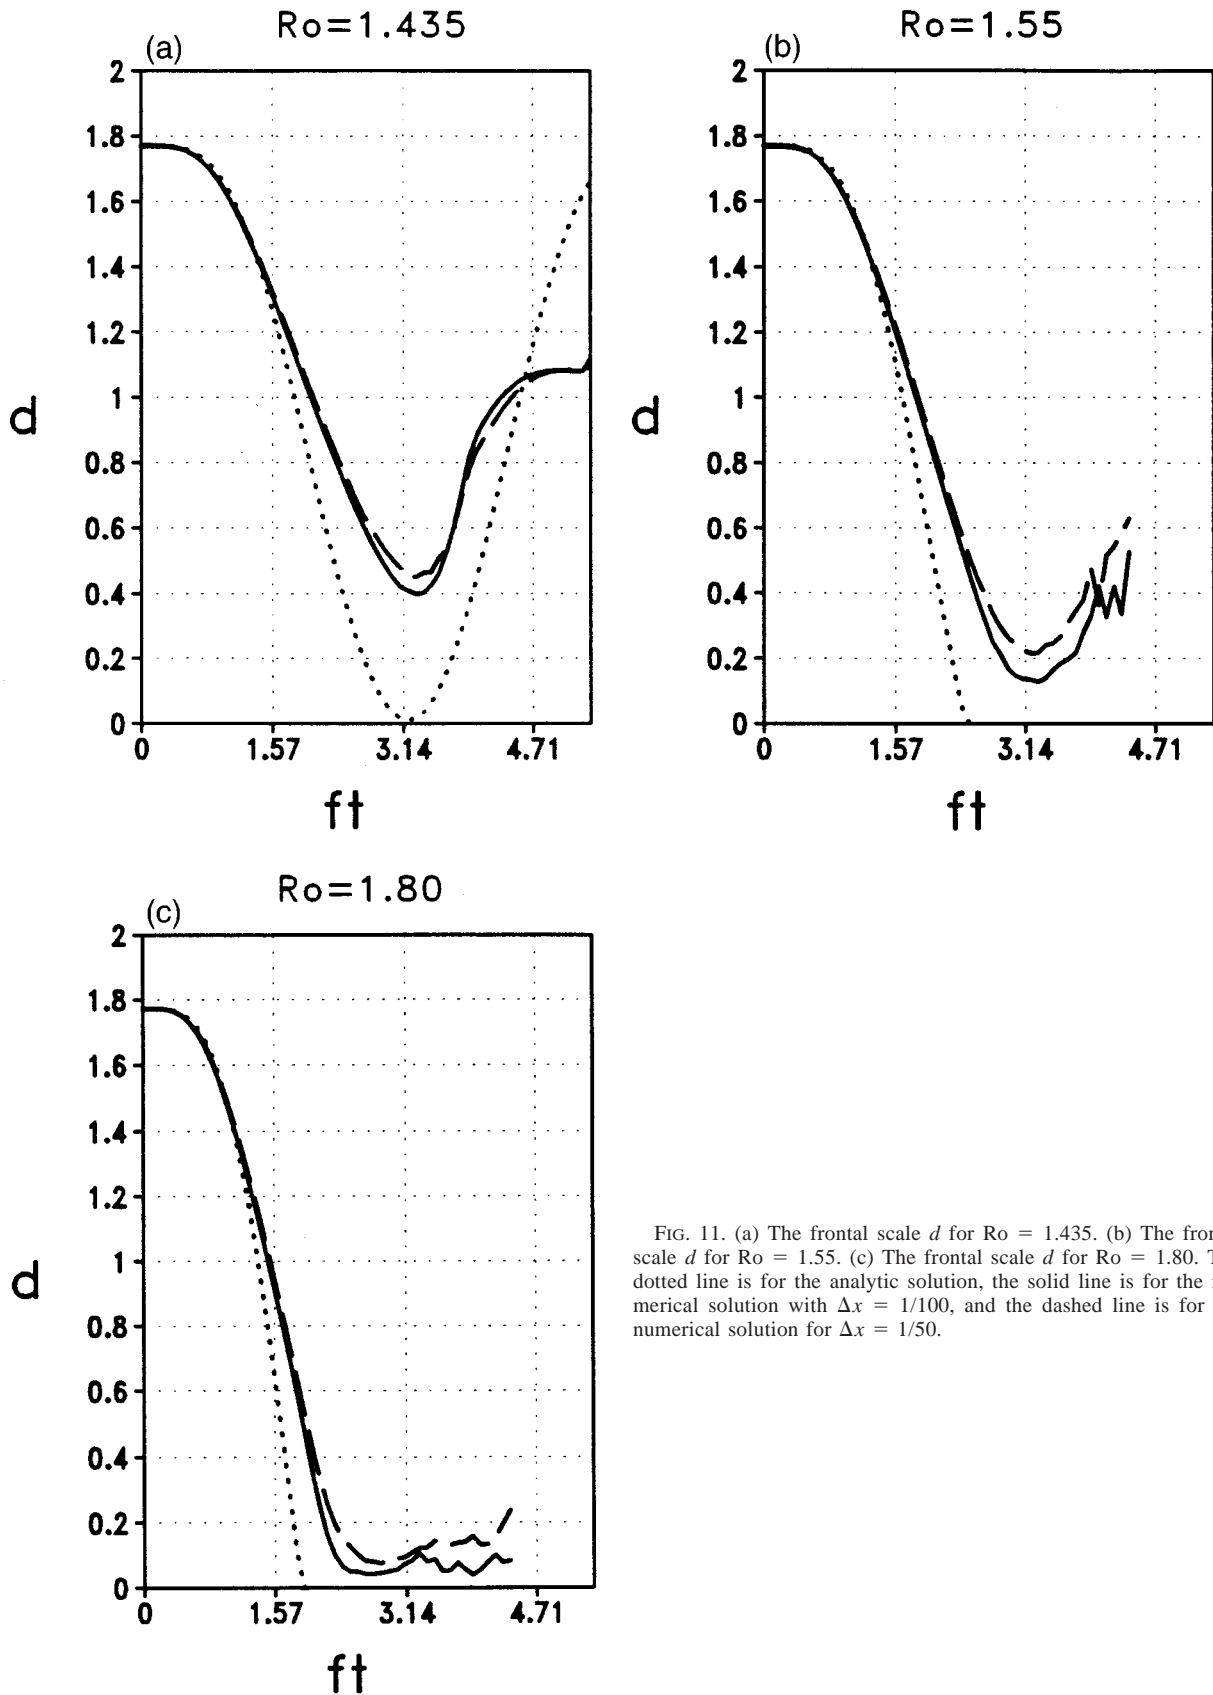 Ro=1.435
(a)
2
1.8
1.6
1.4
1.2
1
0.8
0.6
0.4
0.2
0
d
0 1.57 3.14 4.71
ft
Ro=1.55
(b)
2
1.8
1.6
1.4
1.2
1
0.8
0.6
0.4
0.2
0
d
0 1.57 3.14 4.71
ft
Ro=1.80
(c)
2
1.8
1.6
1.4
1.2
1
0.8
0.6
0.4
0.2
0
d
0 1.57 3.14 4.71
ft
FIG. 11. (a) The frontal scale d for Ro = 1.435. (b) The fron
scale d for Ro = 1.55. (c) The frontal scale d for Ro = 1.80. T
dotted line is for the analytic solution, the solid line is for the
merical solution with Δx = 1/100, and the dashed line is for
numerical solution for Δx = 1/50.